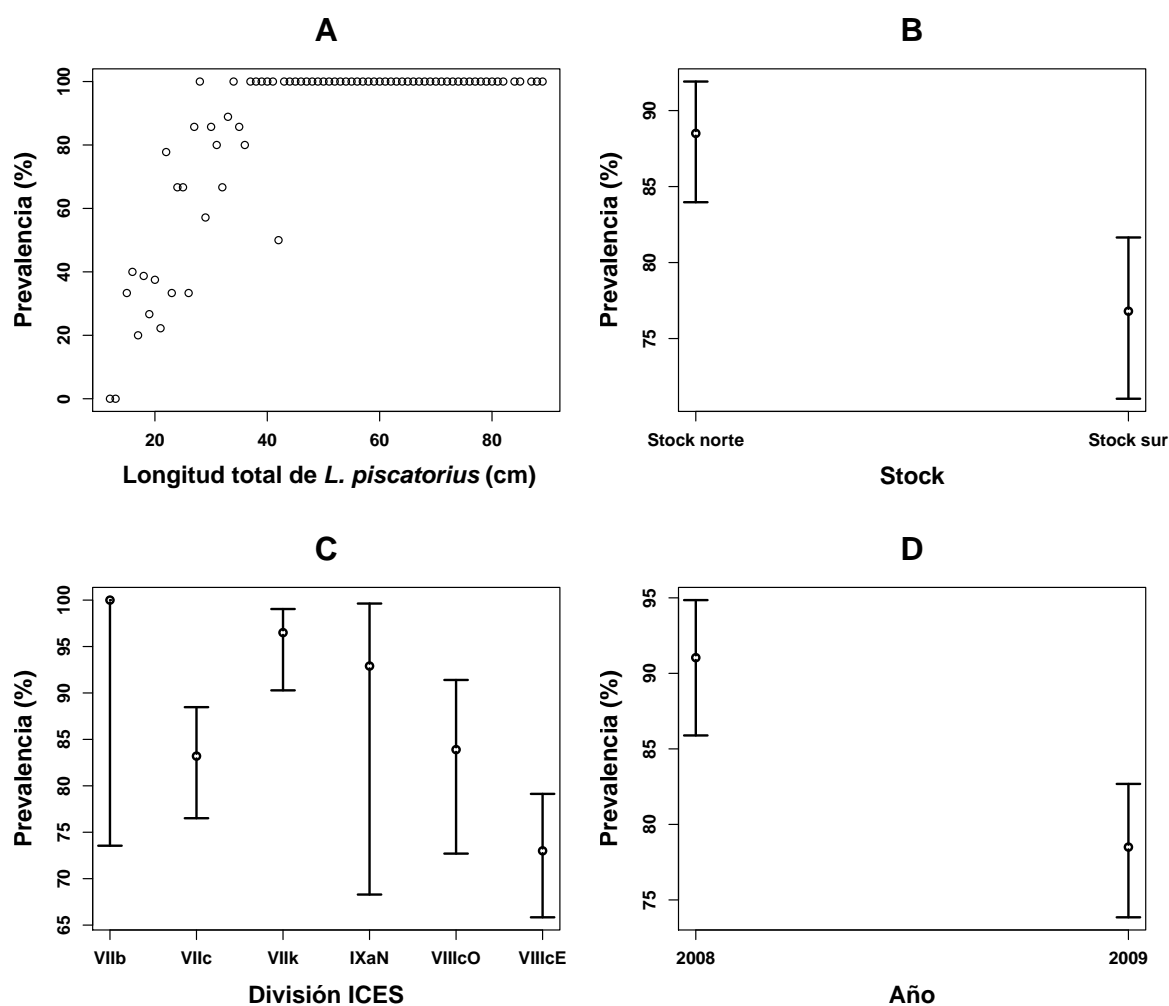 A
Prevalencia (%)
0
20
40
60
80
100
20
40
60
80
Longitud total de L. piscatorius (cm)
B
Prevalencia (%)
75
80
85
90
Stock norte
Stock sur
Stock
C
Prevalencia (%)
65
70
75
80
85
90
95
100
VIIb
VIIc
VIIk
IXaN
VIIIcO
VIIIcE
División ICES
D
Prevalencia (%)
75
80
85
90
95
2008
2009
Año